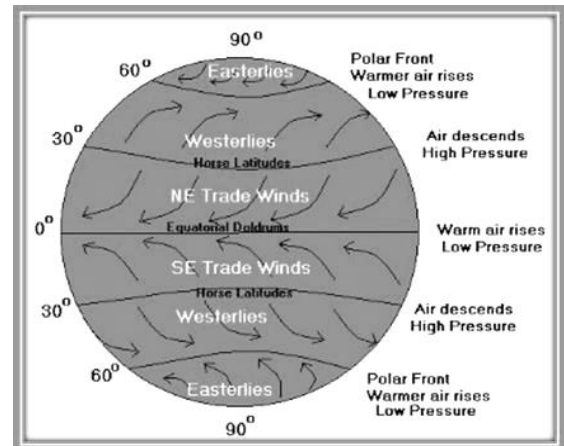 90°
60°
Easterlies
Polar Front
Warmer air rises
Low Pressure
30°
Westerlies
Air descends
High Pressure
Horse Latitudes
NE Trade Winds
0°
Equatorial Doldrums
Warm air rises
Low Pressure
SE Trade Winds
Horse Latitudes
30°
Westerlies
Air descends
High Pressure
60°
Easterlies
Polar Front
Warmer air rises
Low Pressure
90°